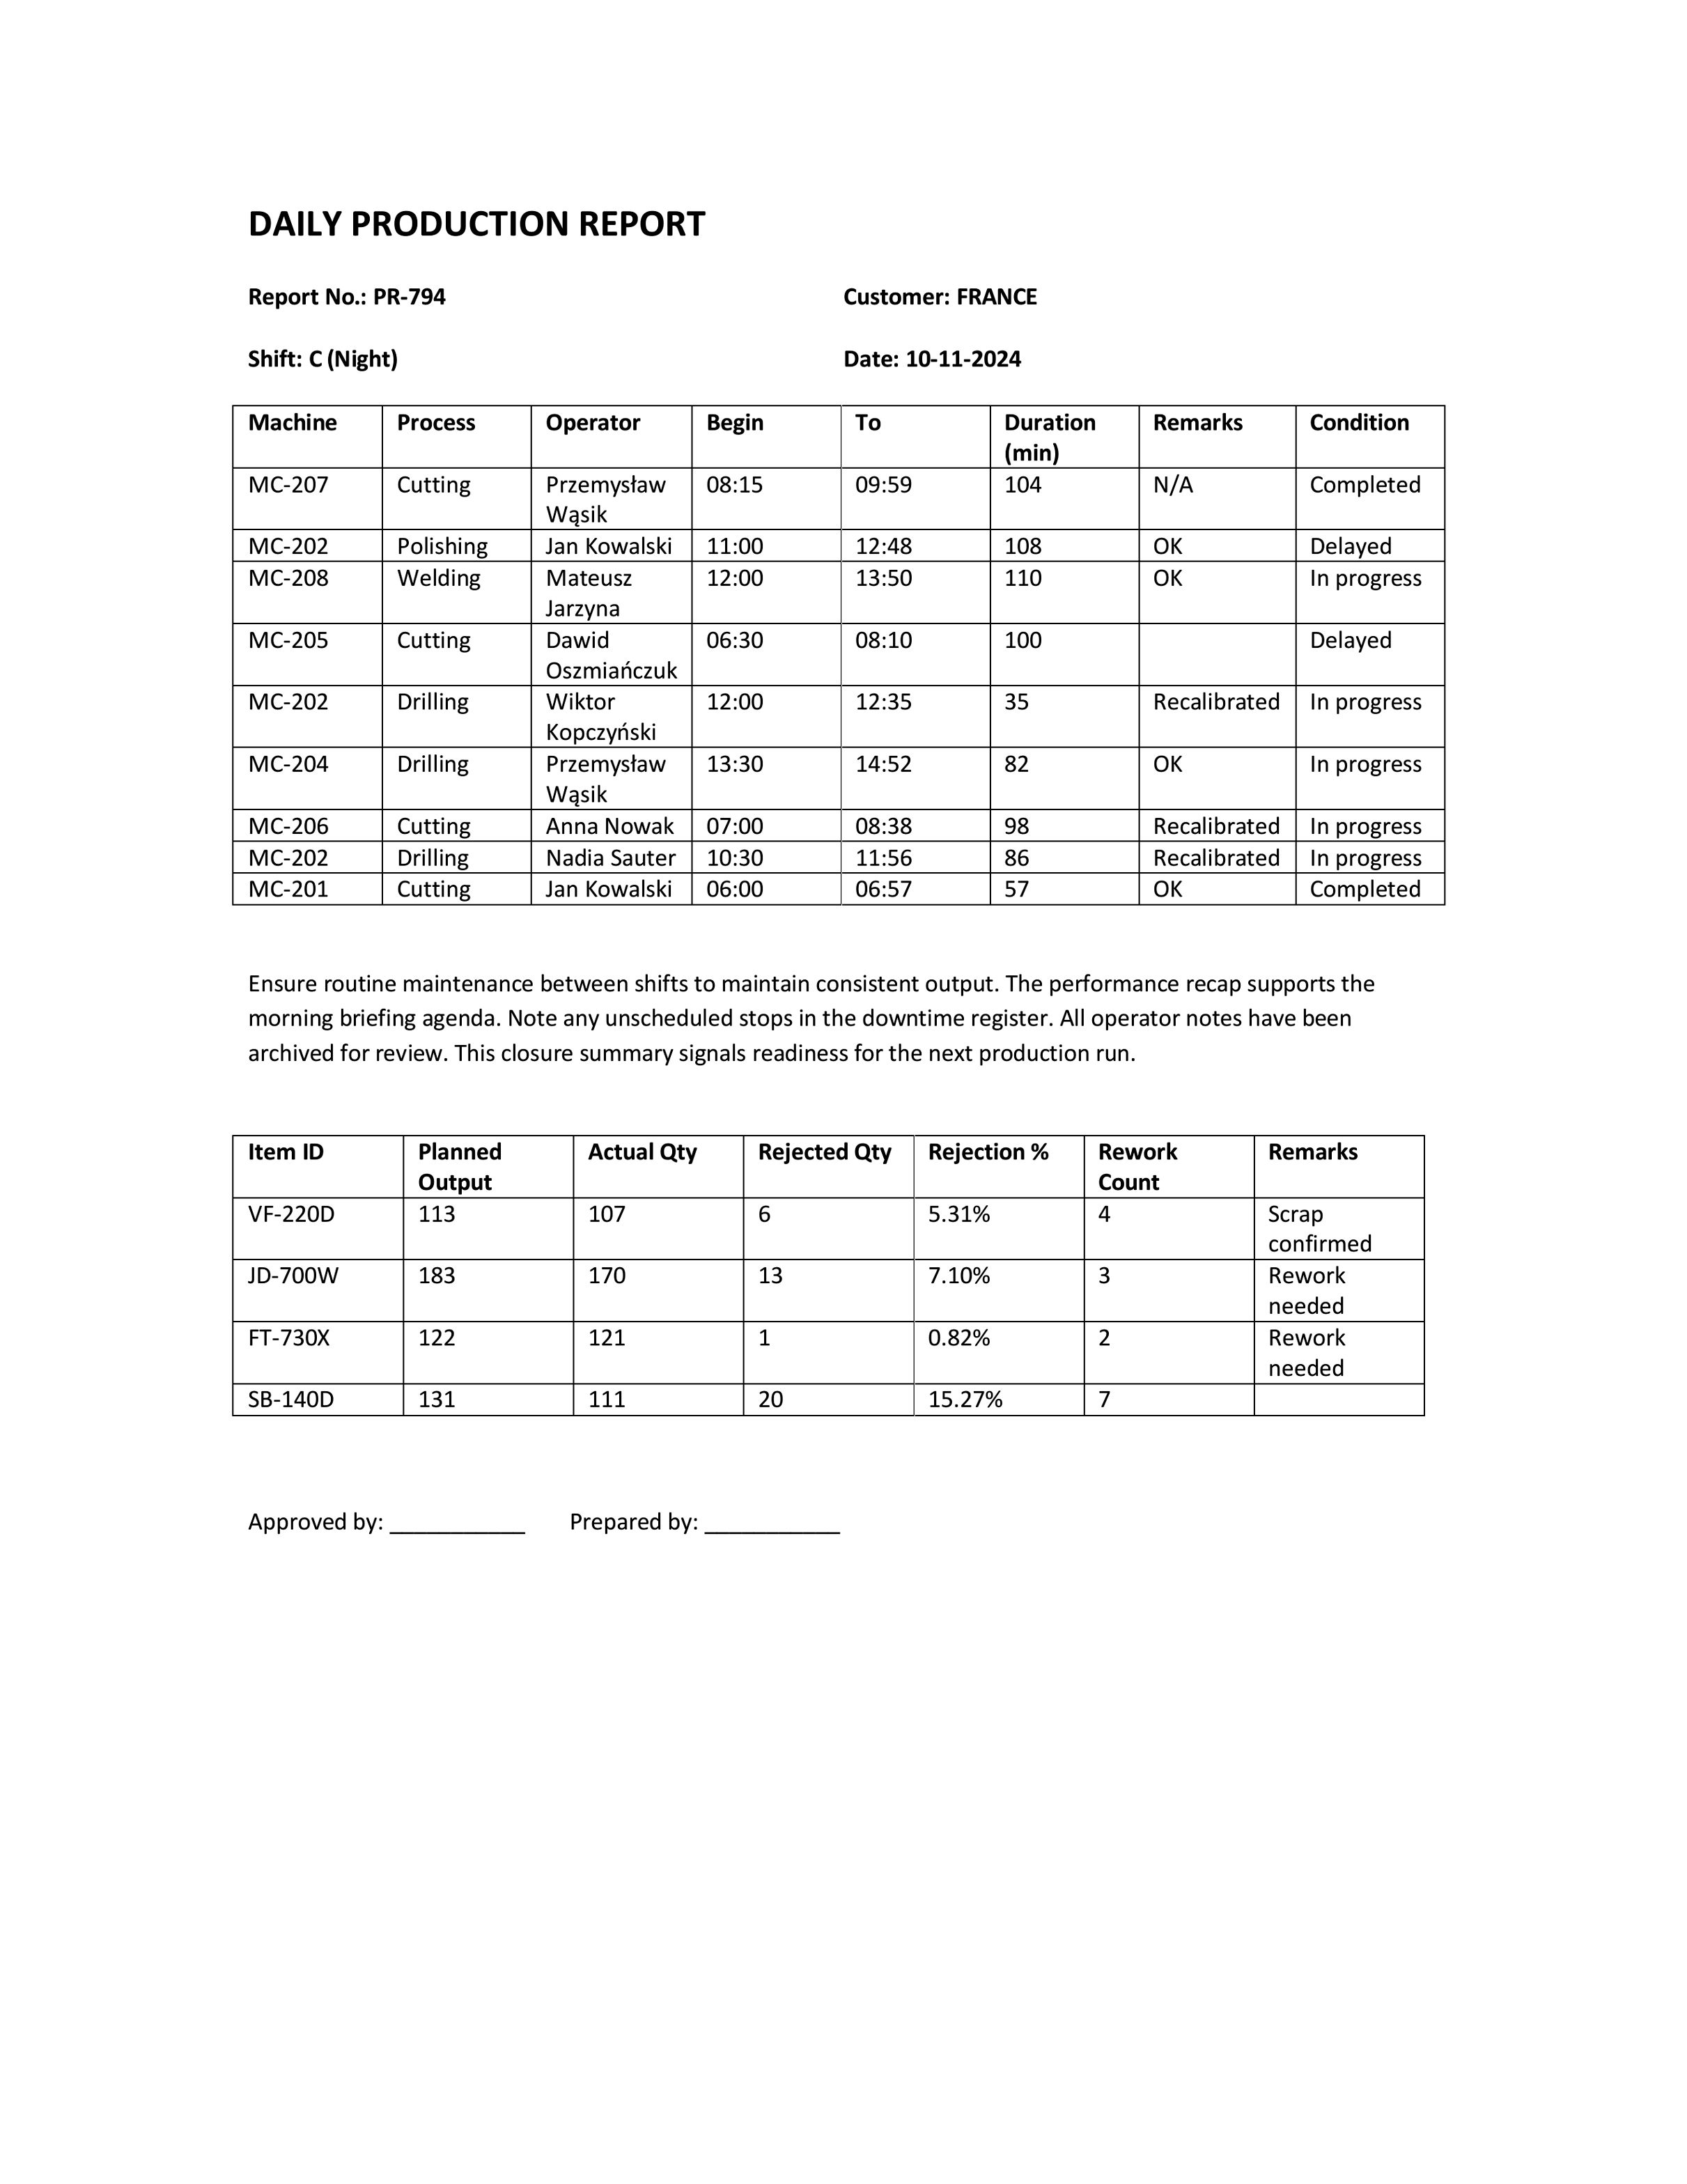 DAILY PRODUCTION REPORT
Report No.: PR-794 Customer: FRANCE
Shift: C (Night) Date: 10-11-2024
Machine Process Operator Begin To Duration (min) Remarks Condition
MC-207 Cutting Przemysław Wąsik 08:15 09:59 104 N/A Completed
MC-202 Polishing Jan Kowalski 11:00 12:48 108 OK Delayed
MC-208 Welding Mateusz Jarzyna 12:00 13:50 110 OK In progress
MC-205 Cutting Dawid Oszmiańczuk 06:30 08:10 100 Delayed
MC-202 Drilling Wiktor Kopczyński 12:00 12:35 35 Recalibrated In progress
MC-204 Drilling Przemysław Wąsik 13:30 14:52 82 OK In progress
MC-206 Cutting Anna Nowak 07:00 08:38 98 Recalibrated In progress
MC-202 Drilling Nadia Sauter 10:30 11:56 86 Recalibrated In progress
MC-201 Cutting Jan Kowalski 06:00 06:57 57 OK Completed
Ensure routine maintenance between shifts to maintain consistent output. The performance recap supports the
morning briefing agenda. Note any unscheduled stops in the downtime register. All operator notes have been
archived for review. This closure summary signals readiness for the next production run.
Item ID Planned Output Actual Qty Rejected Qty Rejection % Rework Count Remarks
VF-220D 113 107 6 5.31% 4 Scrap confirmed
JD-700W 183 170 13 7.10% 3 Rework needed
FT-730X 122 121 1 0.82% 2 Rework needed
SB-140D 131 111 20 15.27% 7
Approved by: ___________ Prepared by: ___________